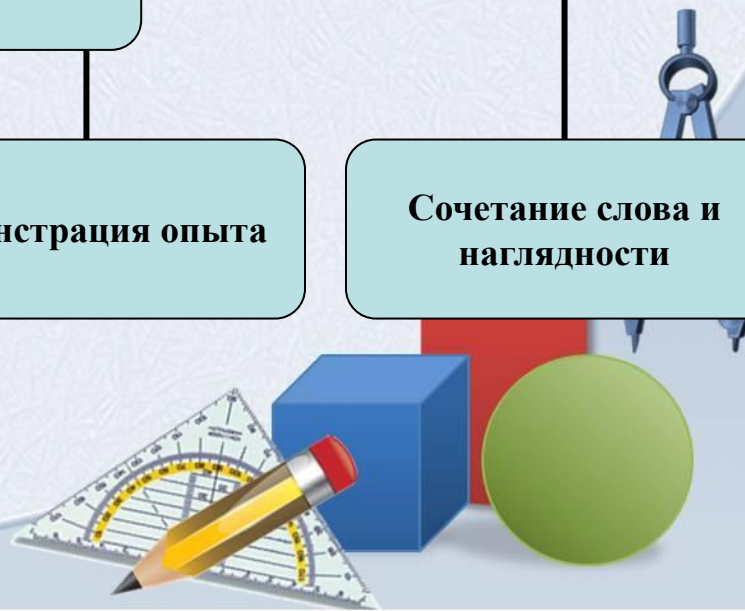 нстрация опыта
Сочетание слова и
наглядности